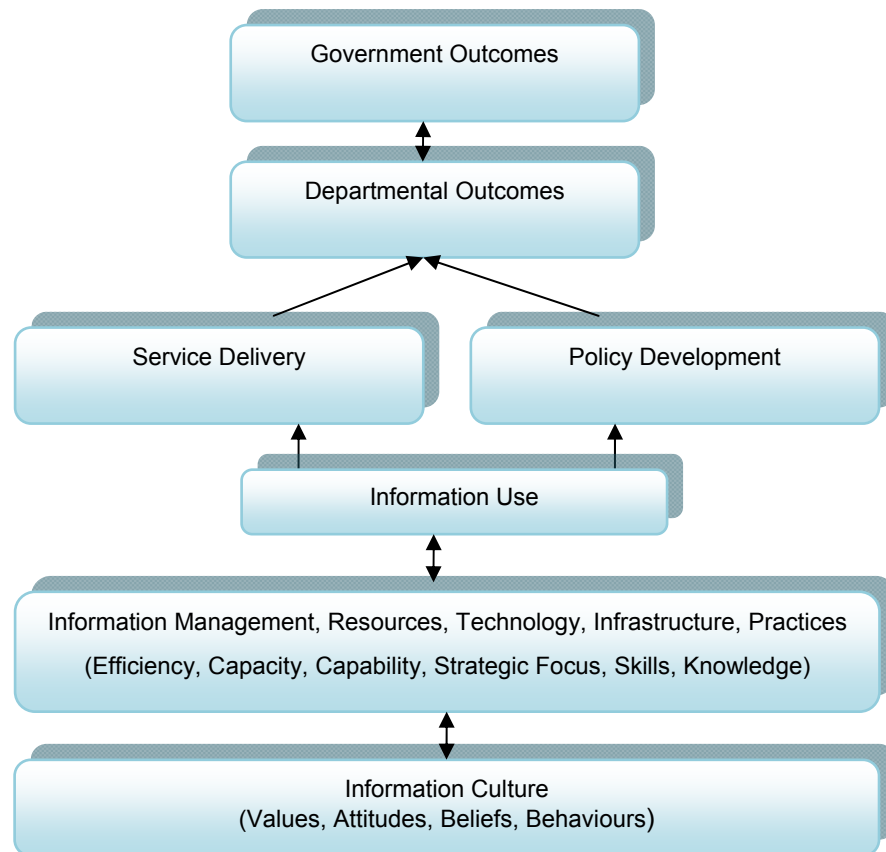 Government Outcomes
Departmental Outcomes
Service Delivery
Policy Development
Information Use
Information Management, Resources, Technology, Infrastructure, Practices
(Efficiency, Capacity, Capability, Strategic Focus, Skills, Knowledge)
Information Culture
(Values, Attitudes, Beliefs, Behaviours)